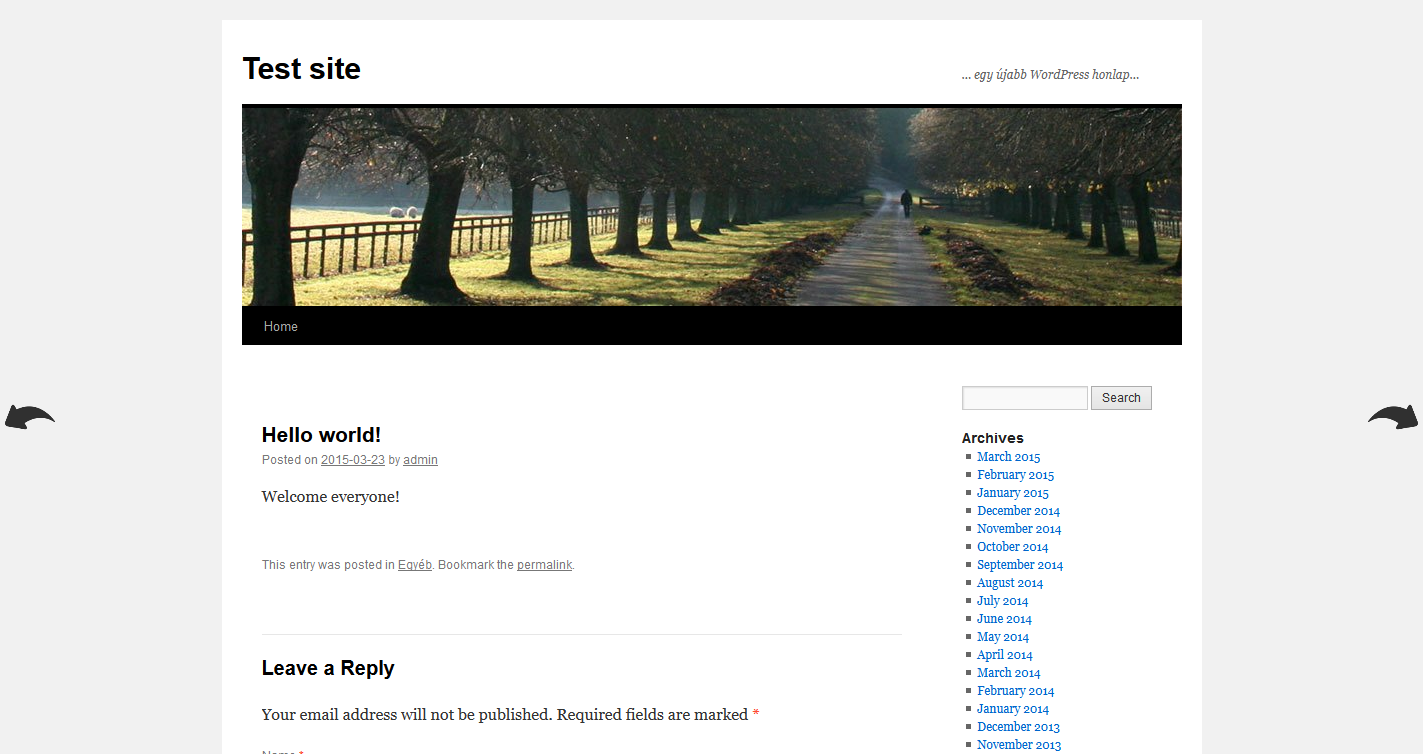 Test site
... egy újabb WordPress honlap...
Home
Hello world!
Posted on 2015-03-23 by admin
Welcome everyone!
This entry was posted in Egyéb. Bookmark the permalink.
Leave a Reply
Your email address will not be published. Required fields are marked *
Name *
Search
Archives
March 2015
February 2015
January 2015
December 2014
November 2014
October 2014
September 2014
August 2014
July 2014
June 2014
May 2014
April 2014
March 2014
February 2014
January 2014
December 2013
November 2013